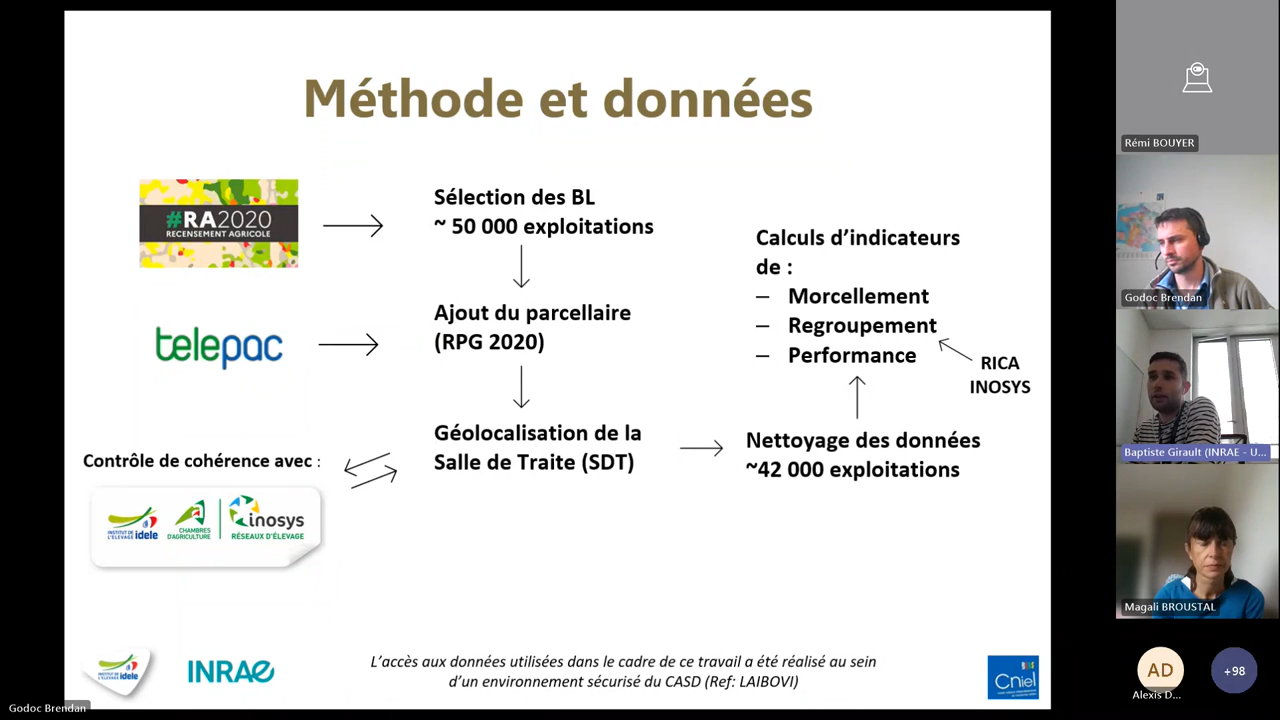 Méthode et données
#RA2020
RECENSEMENT AGRICOLE
Sélection des BL
~ 50 000 exploitations
telepac
Ajout du parcellaire
(RPG 2020)
Contrôle de cohérence avec :
INSTITUT DE
L'ÉLEVAGE idele
CHAMBRES
D'AGRICULTURE
inosys
RÉSEAUX D'ÉLEVAGE
Géolocalisation de la
Salle de Traite (SDT)
Nettoyage des données
~42 000 exploitations
Calculs d'indicateurs
de :
– Morcellement
– Regroupement
– Performance
RICA
INOSYS
INSTITUT DE
L'ÉLEVAGE idele
INRAE
L'accès aux données utilisées dans le cadre de ce travail a été réalisé au sein
d'un environnement sécurisé du CASD (Ref: LAIBOVI)
Cniel
Godoc Brendan
Rémi BOUYER
Godoc Brendan
Baptiste Girault (INRAE - U...
Magali BROUSTAL
AD
Alexis D...
+98